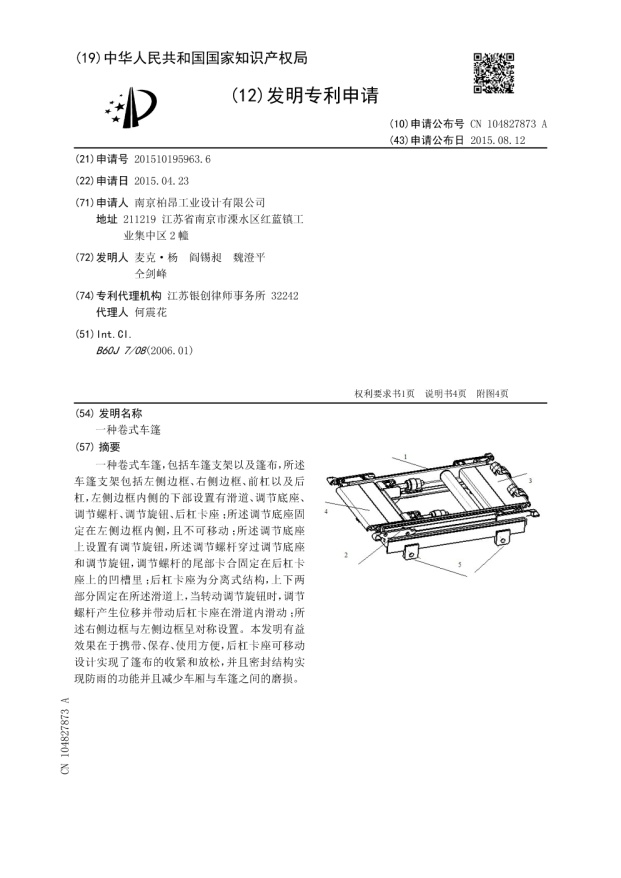 (19)中华人民共和国国家知识产权局
(12)发明专利申请
(10)申请公布号 CN 104827873 A
(43)申请公布日 2015.08.12
(21)申请号 201510195963.6
(22)申请日 2015.04.23
(71)申请人 南京柏昂工业设计有限公司
地址 211219 江苏省南京市溧水区红蓝镇工
业集中区2幢
(72)发明人 麦克·杨 阎锡昶 魏澄平
仝剑峰
(74)专利代理机构 江苏银创律师事务所 32242
代理人 何震花
(51)Int.Cl.
B60J 7/08(2006.01)
权利要求书1页 说明书4页 附图4页
(54)发明名称
一种卷式车篷
(57)摘要
一种卷式车篷,包括车篷支架以及篷布,所述
车篷支架包括左侧边框、右侧边框、前杠以及后
杠,左侧边框内侧的下部设置有滑道、调节底座、
调节螺杆、调节旋钮、后杠卡座;所述调节底座固
定在左侧边框内侧,且不可移动;所述调节底座
上设置有调节旋钮,所述调节螺杆穿过调节底座
和调节旋钮,调节螺杆的尾部卡合固定在后杠卡
座上的凹槽里;后杠卡座为分离式结构,上下两
部分固定在所述滑道上,当转动调节旋钮时,调节
螺杆产生位移并带动后杠卡座在滑道内滑动;所
述右侧边框与左侧边框呈对称设置。本发明有益
效果在于携带、保存、使用方便,后杠卡座可移动
设计实现了篷布的收紧和放松,并且密封结构实
现防雨的功能并且减少车厢与车篷之间的磨损。
1
3
4
2
5
CN 104827873 A